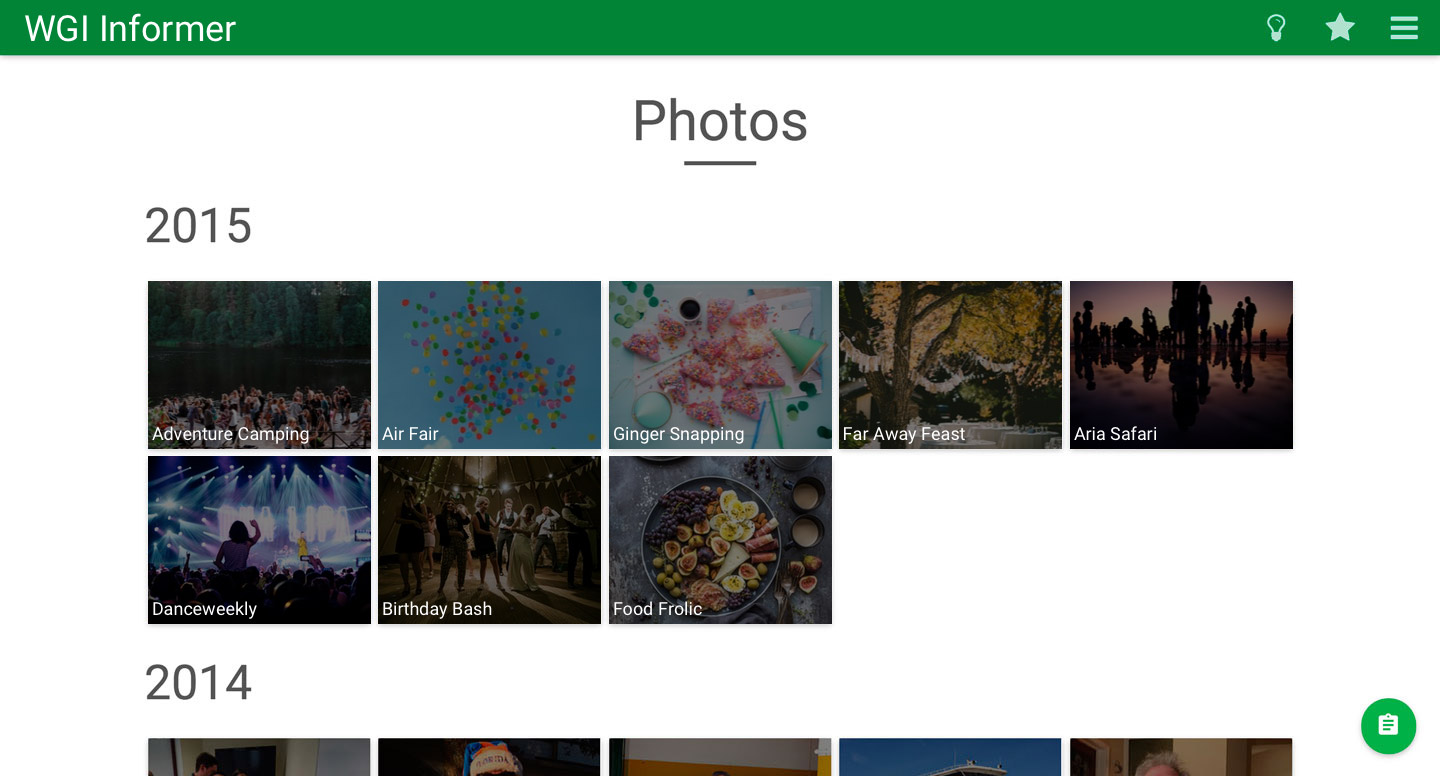 WGI Informer
Photos
2015
Adventure Camping
Air Fair
Ginger Snapping
Far Away Feast
Aria Safari
Danceweekly
Birthday Bash
Food Frolic
2014